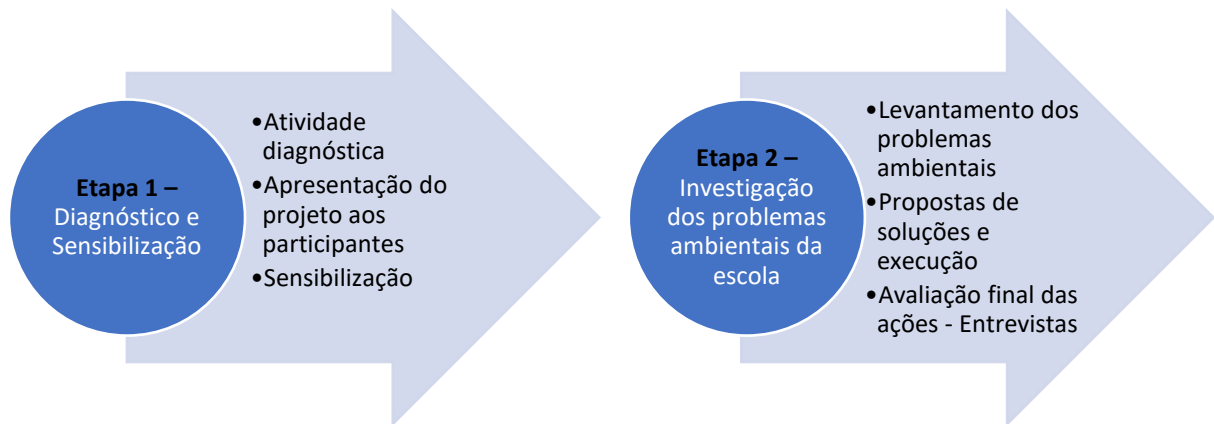 Etapa 1 –
Diagnóstico e
Sensibilização
•Atividade
diagnóstica
•Apresentação do
projeto aos
participantes
•Sensibilização
Etapa 2 –
Investigação
dos problemas
ambientais da
escola
•Levantamento dos
problemas
ambientais
•Propostas de
soluções e
execução
•Avaliação final das
ações - Entrevistas